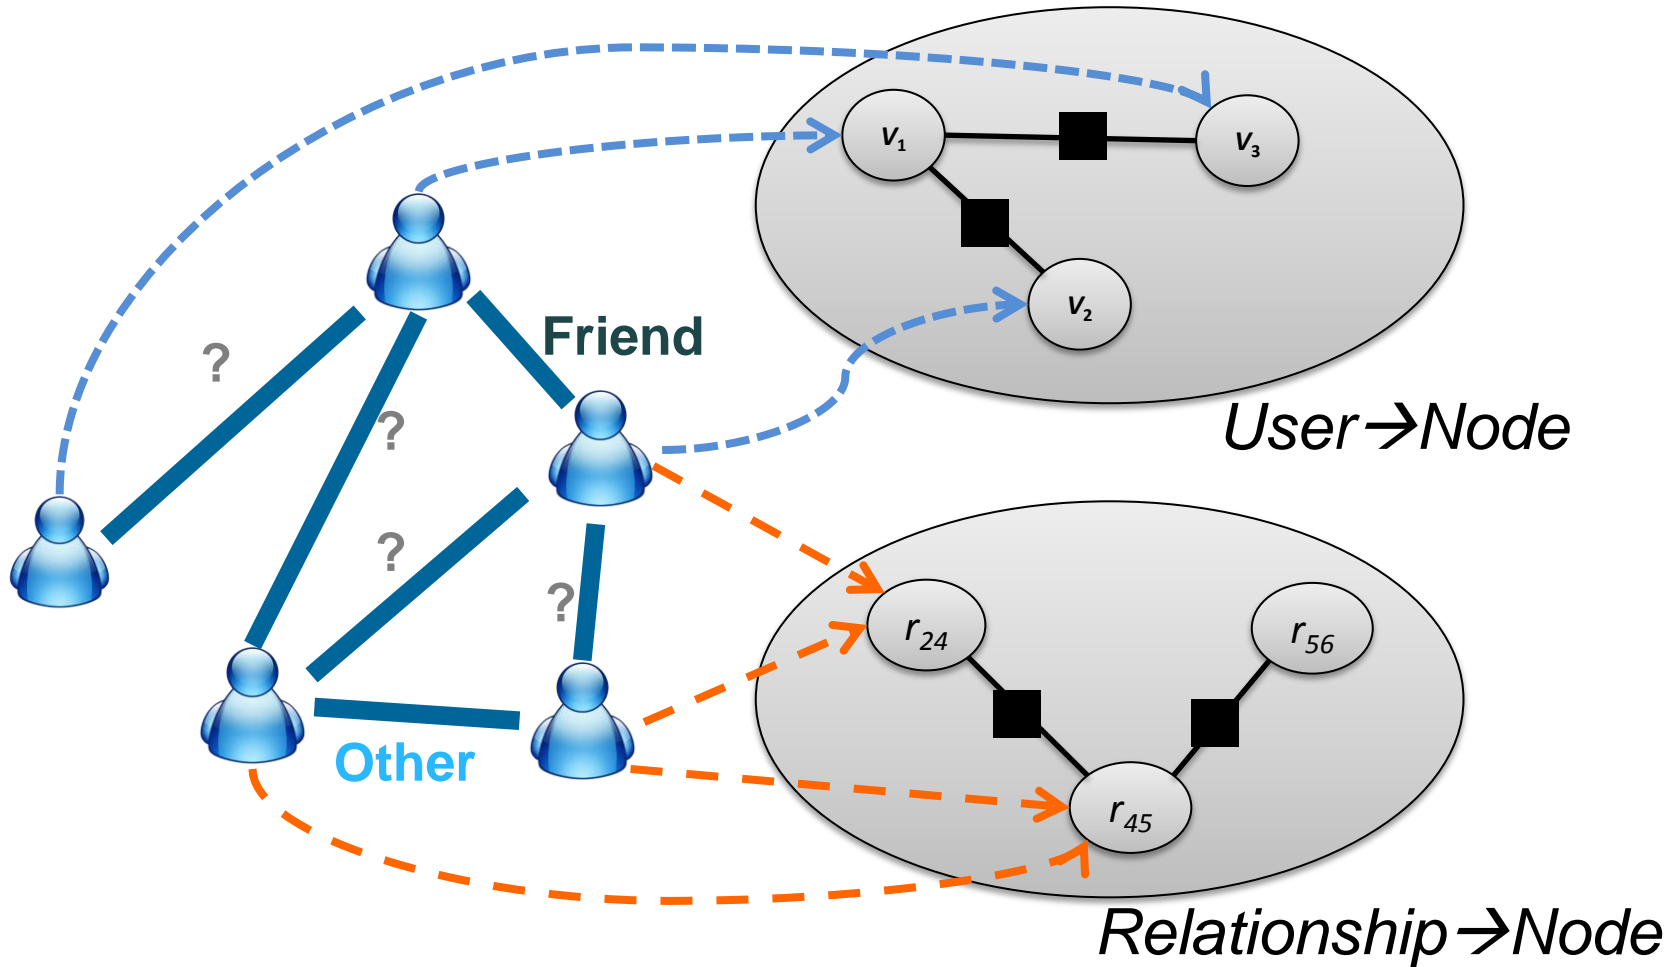 v₁
v₃
v₂
Friend
?
?
User→Node
?
?
r₂₄
r₅₆
Other
r₄₅
Relationship→Node